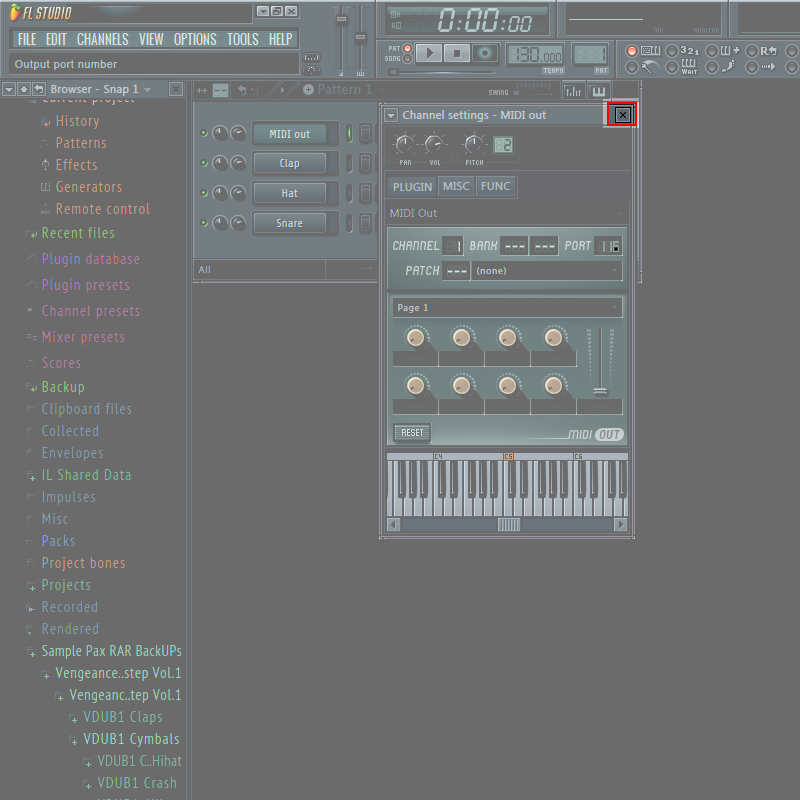 FL STUDIO
FILE EDIT CHANNELS VIEW OPTIONS TOOLS HELP
Output port number
0:00:00
MONITOR
PAT
SONG
130.000
TEMPO
PAT
321
WAIT
Browser - Snap 1
Current project
History
Patterns
Effects
Generators
Remote control
Recent files
Plugin database
Plugin presets
Channel presets
Mixer presets
Scores
Backup
Clipboard files
Collected
Envelopes
IL Shared Data
Impulses
Misc
Packs
Project bones
Projects
Recorded
Rendered
Sample Pax RAR BackUPs
Vengeance..step Vol.1
Vengeanc..tep Vol.1
VDUB1 Claps
VDUB1 Cymbals
VDUB1 C..Hihat
VDUB1 Crash
Pattern 1
SWING
MIDI out
Clap
Hat
Snare
All
Channel settings - MIDI out
PAN VOL PITCH 2
PLUGIN MISC FUNC
MIDI Out
CHANNEL 1 BANK --- --- PORT
PATCH --- (none)
Page 1
RESET
MIDI OUT
C4 C5 C6